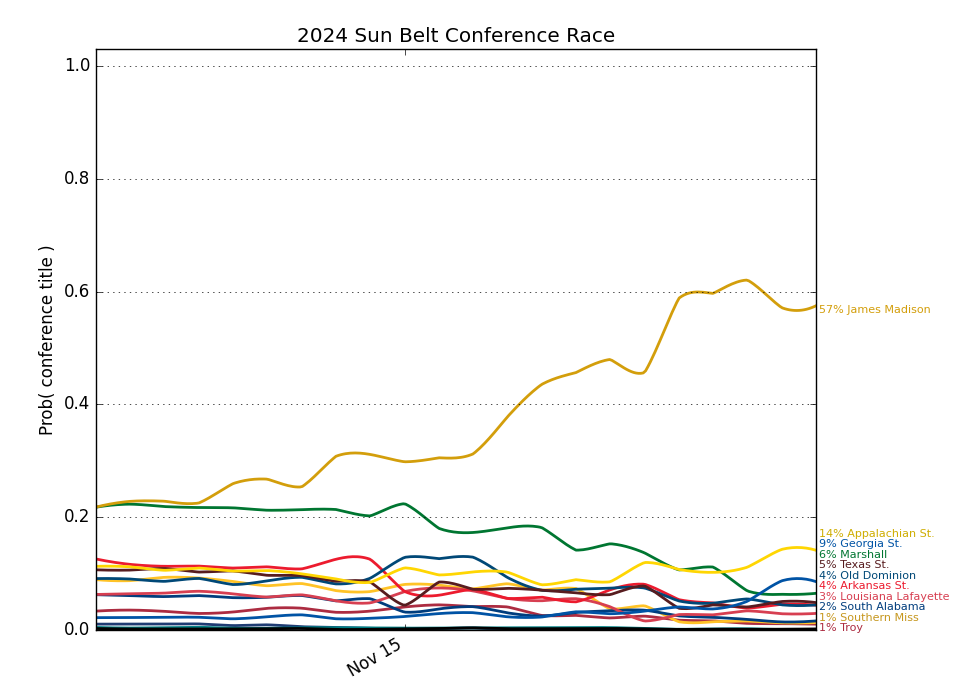 2024 Sun Belt Conference Race
Prob( conference title )
1.0
0.8
0.6
0.4
0.2
0.0
Nov 15
57% James Madison
14% Appalachian St.
9% Georgia St.
6% Marshall
5% Texas St.
4% Old Dominion
4% Arkansas St.
3% Louisiana Lafayette
2% South Alabama
1% Southern Miss
1% Troy